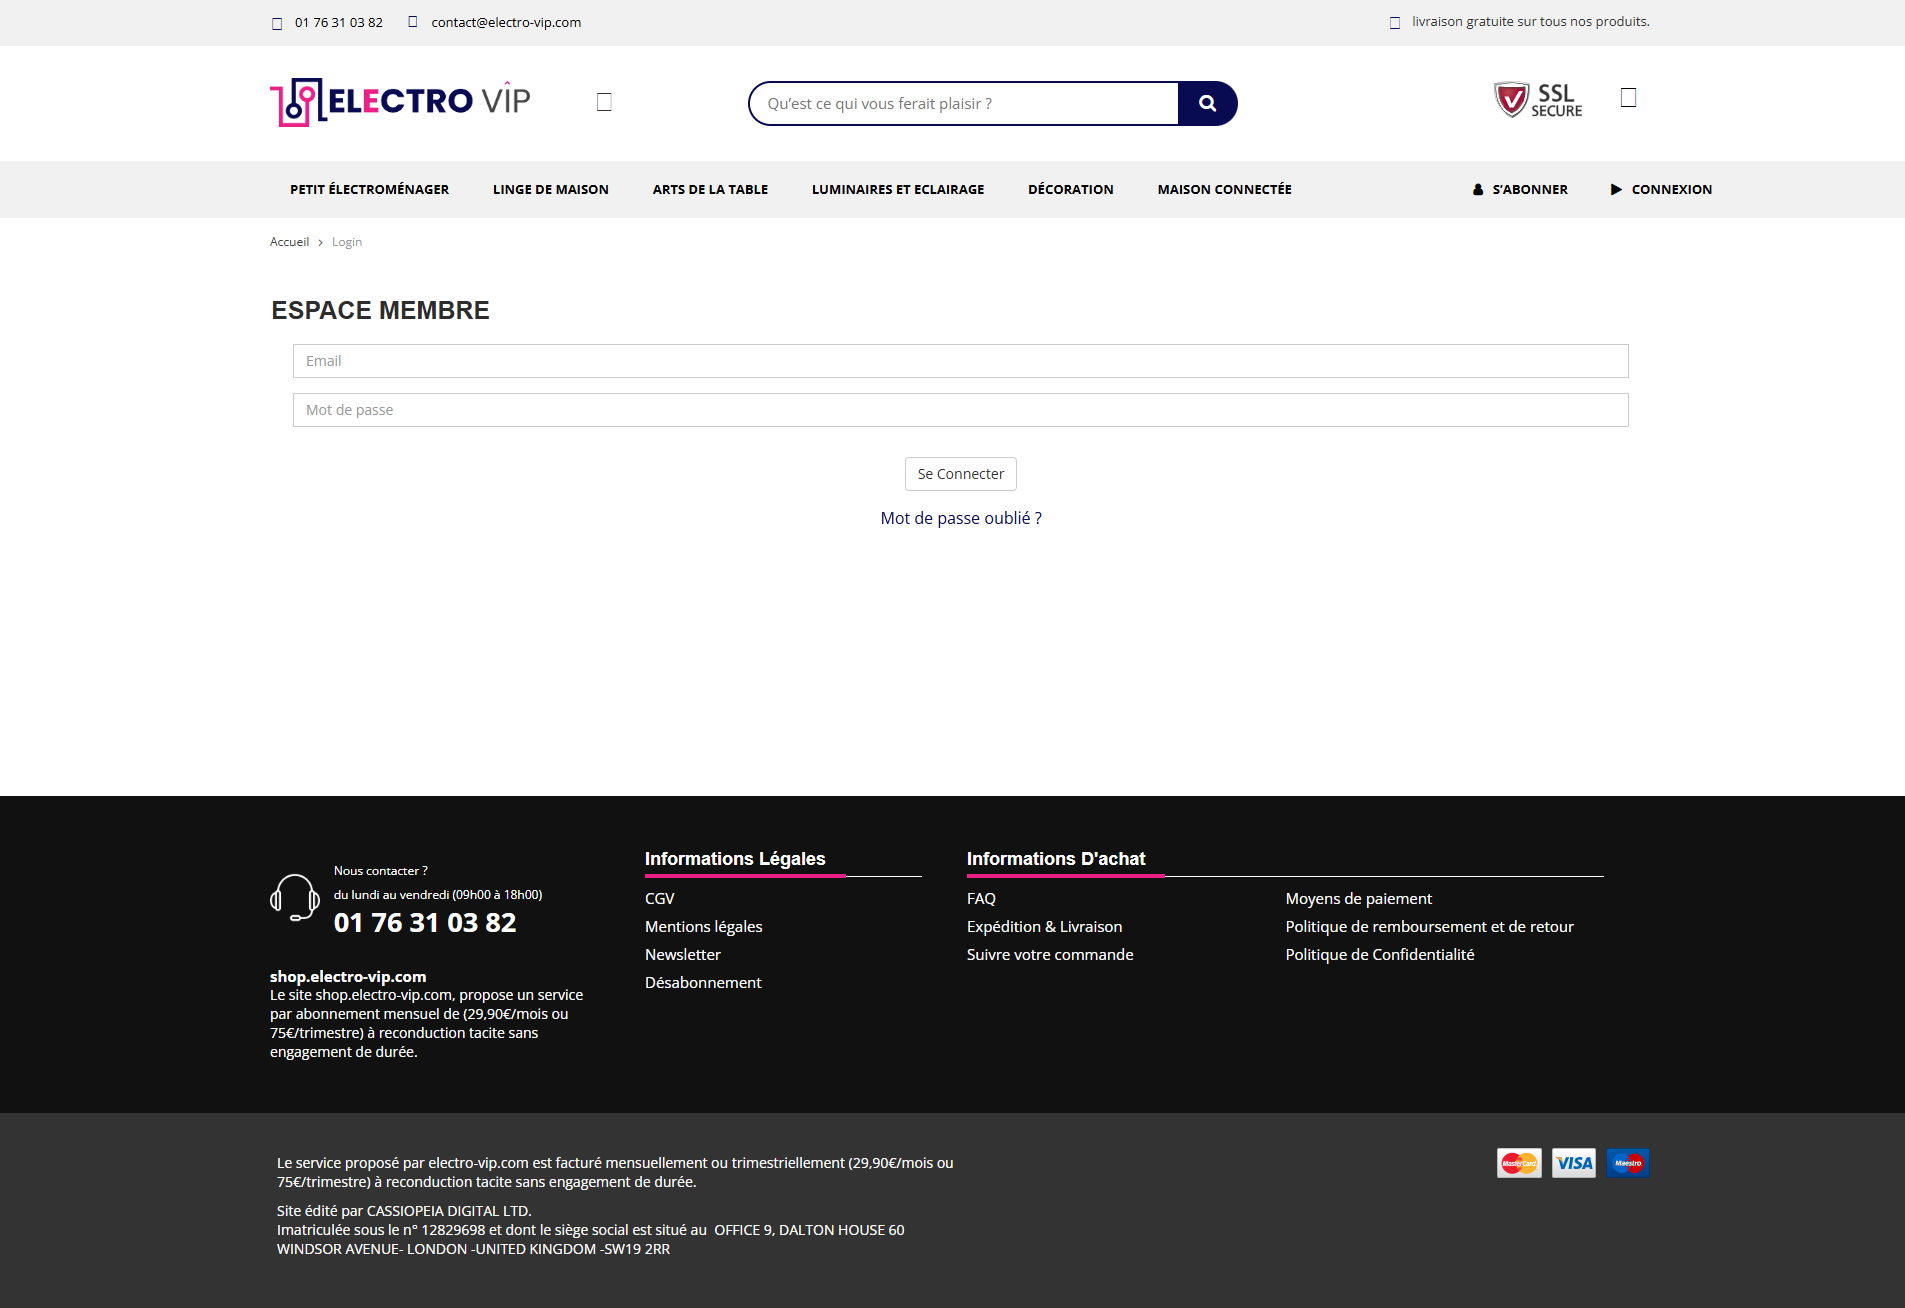 01 76 31 03 82
contact@electro-vip.com
livraison gratuite sur tous nos produits.
ELECTRO VIP
Qu’est ce qui vous ferait plaisir ?
SSL
SECURE
PETIT ÉLECTROMÉNAGER
LINGE DE MAISON
ARTS DE LA TABLE
LUMINAIRES ET ECLAIRAGE
DÉCORATION
MAISON CONNECTÉE
S’ABONNER
CONNEXION
Accueil > Login
ESPACE MEMBRE
Email
Mot de passe
Se Connecter
Mot de passe oublié ?
Nous contacter ?
du lundi au vendredi (09h00 à 18h00)
01 76 31 03 82
shop.electro-vip.com
Le site shop.electro-vip.com, propose un service
par abonnement mensuel de (29,90€/mois ou
75€/trimestre) à reconduction tacite sans
engagement de durée.
Informations Légales
CGV
Mentions légales
Newsletter
Désabonnement
Informations D'achat
FAQ
Expédition & Livraison
Suivre votre commande
Moyens de paiement
Politique de remboursement et de retour
Politique de Confidentialité
Le service proposé par electro-vip.com est facturé mensuellement ou trimestriellement (29,90€/mois ou
75€/trimestre) à reconduction tacite sans engagement de durée.
Site édité par CASSIOPEIA DIGITAL LTD.
Imatriculée sous le n° 12829698 et dont le siège social est situé au OFFICE 9, DALTON HOUSE 60
WINDSOR AVENUE- LONDON -UNITED KINGDOM -SW19 2RR
MasterCard
VISA
Maestro